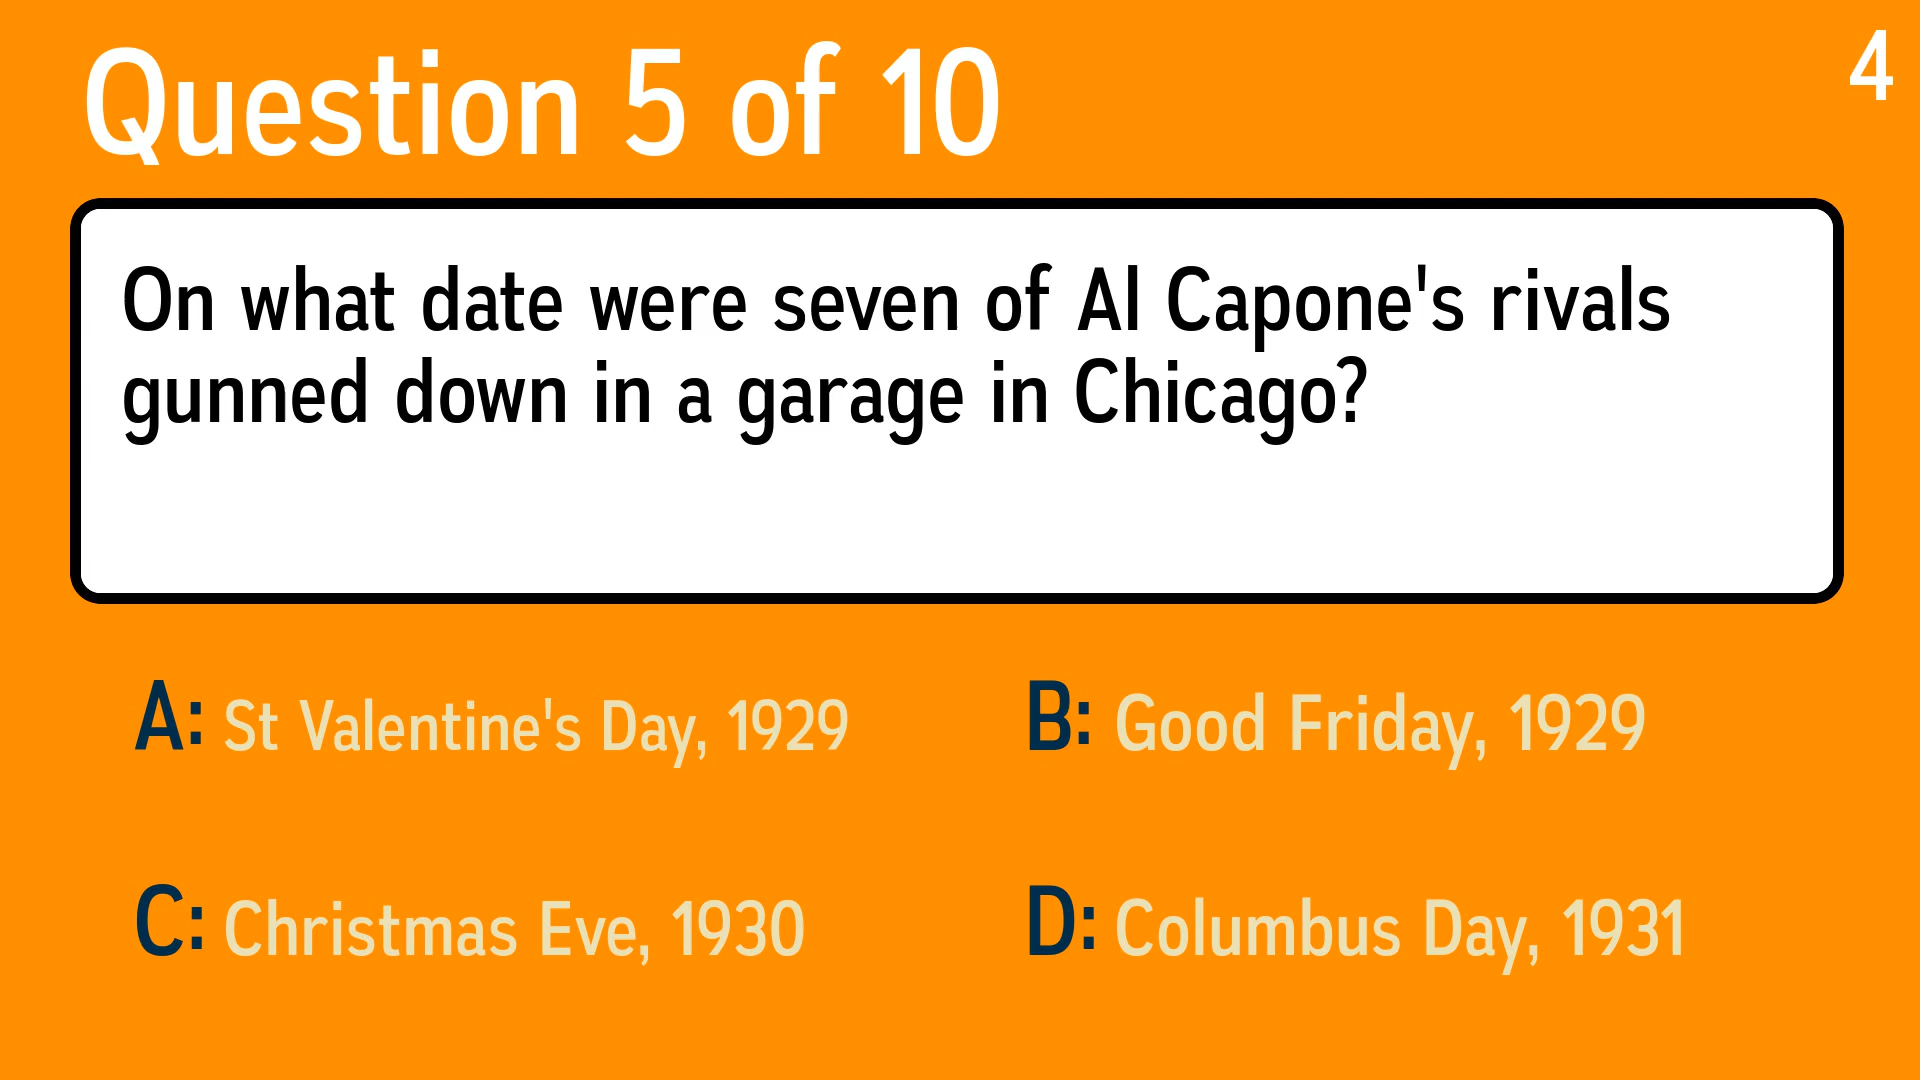 Question 5 of 10
4
On what date were seven of Al Capone's rivals
gunned down in a garage in Chicago?
A: St Valentine's Day, 1929
B: Good Friday, 1929
C: Christmas Eve, 1930
D: Columbus Day, 1931